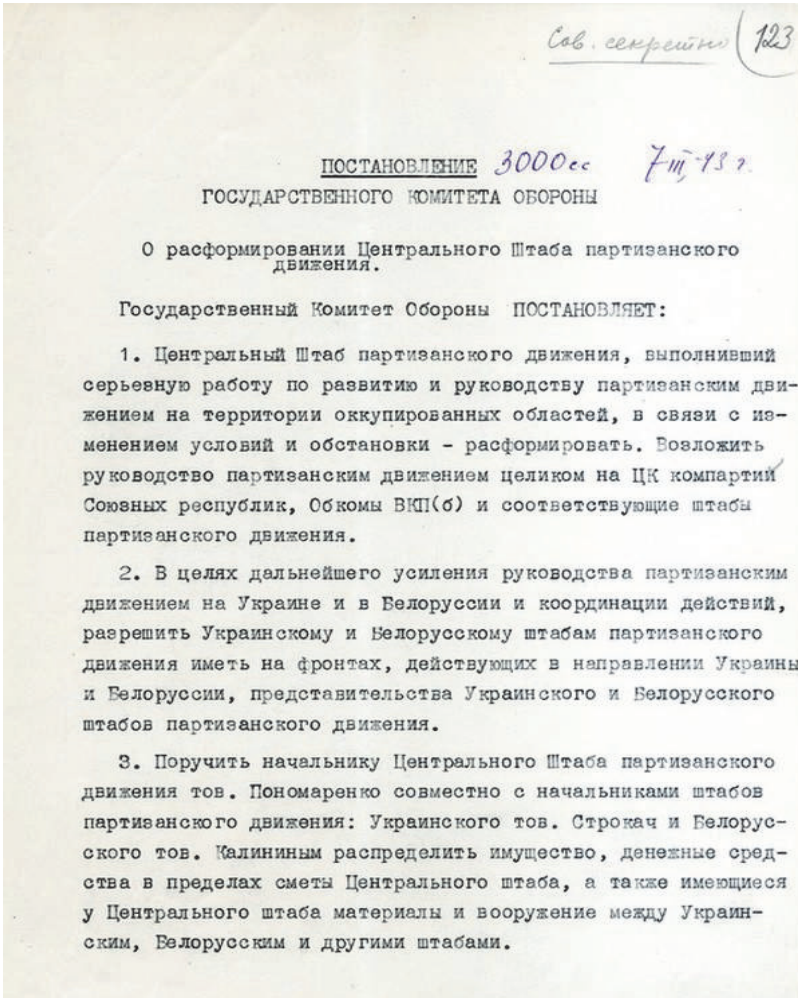 Сов. секретно
123
ПОСТАНОВЛЕНИЕ 3000сс 7/III-43 г.
ГОСУДАРСТВЕННОГО КОМИТЕТА ОБОРОНЫ
О расформировании Центрального Штаба партизанского
движения.
Государственный Комитет Обороны ПОСТАНОВЛЯЕТ:
1. Центральный Штаб партизанского движения, выполнивший
серьезную работу по развитию и руководству партизанским дви-
жением на территории оккупированных областей, в связи с из-
менением условий и обстановки - расформировать. Возложить
руководство партизанским движением целиком на ЦК компартий
Союзных республик, Обкомы ВКП(б) и соответствующие штабы
партизанского движения.
2. В целях дальнейшего усиления руководства партизанским
движением на Украине и в Белоруссии и координации действий,
разрешить Украинскому и Белорусскому штабам партизанского
движения иметь на фронтах, действующих в направлении Украины
и Белоруссии, представительства Украинского и Белорусского
штабов партизанского движения.
3. Поручить начальнику Центрального Штаба партизанского
движения тов. Пономаренко совместно с начальниками штабов
партизанского движения: Украинского тов. Строкач и Белорус-
ского тов. Калининым распределить имущество, денежные сред-
ства в пределах сметы Центрального штаба, а также имеющиеся
у Центрального штаба материалы и вооружение между Украин-
ским, Белорусским и другими штабами.